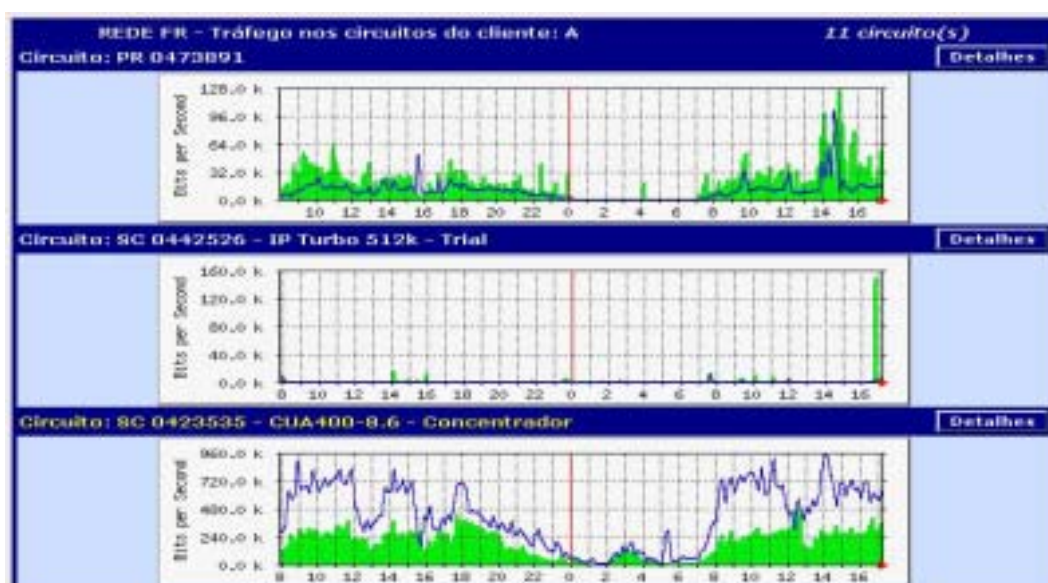 REDE FR - Tráfego nos circuitos do cliente: A 11 circuito(s)
Circuito: PR 0473891 Detalhes
Bits per Second
128.0 k
96.0 k
64.0 k
32.0 k
0.0 k
10 12 14 16 18 20 22 0 2 4 6 8 10 12 14 16
Circuito: SC 0442526 - IP Turbo 512k - Trial Detalhes
Bits per Second
160.0 k
120.0 k
80.0 k
40.0 k
0.0 k
8 10 12 14 16 18 20 22 0 2 4 6 8 10 12 14 16
Circuito: SC 0423535 - CUA400-8.6 - Concentrador Detalhes
Bits per Second
960.0 k
720.0 k
480.0 k
240.0 k
0.0 k
8 10 12 14 16 18 20 22 0 2 4 6 8 10 12 14 16